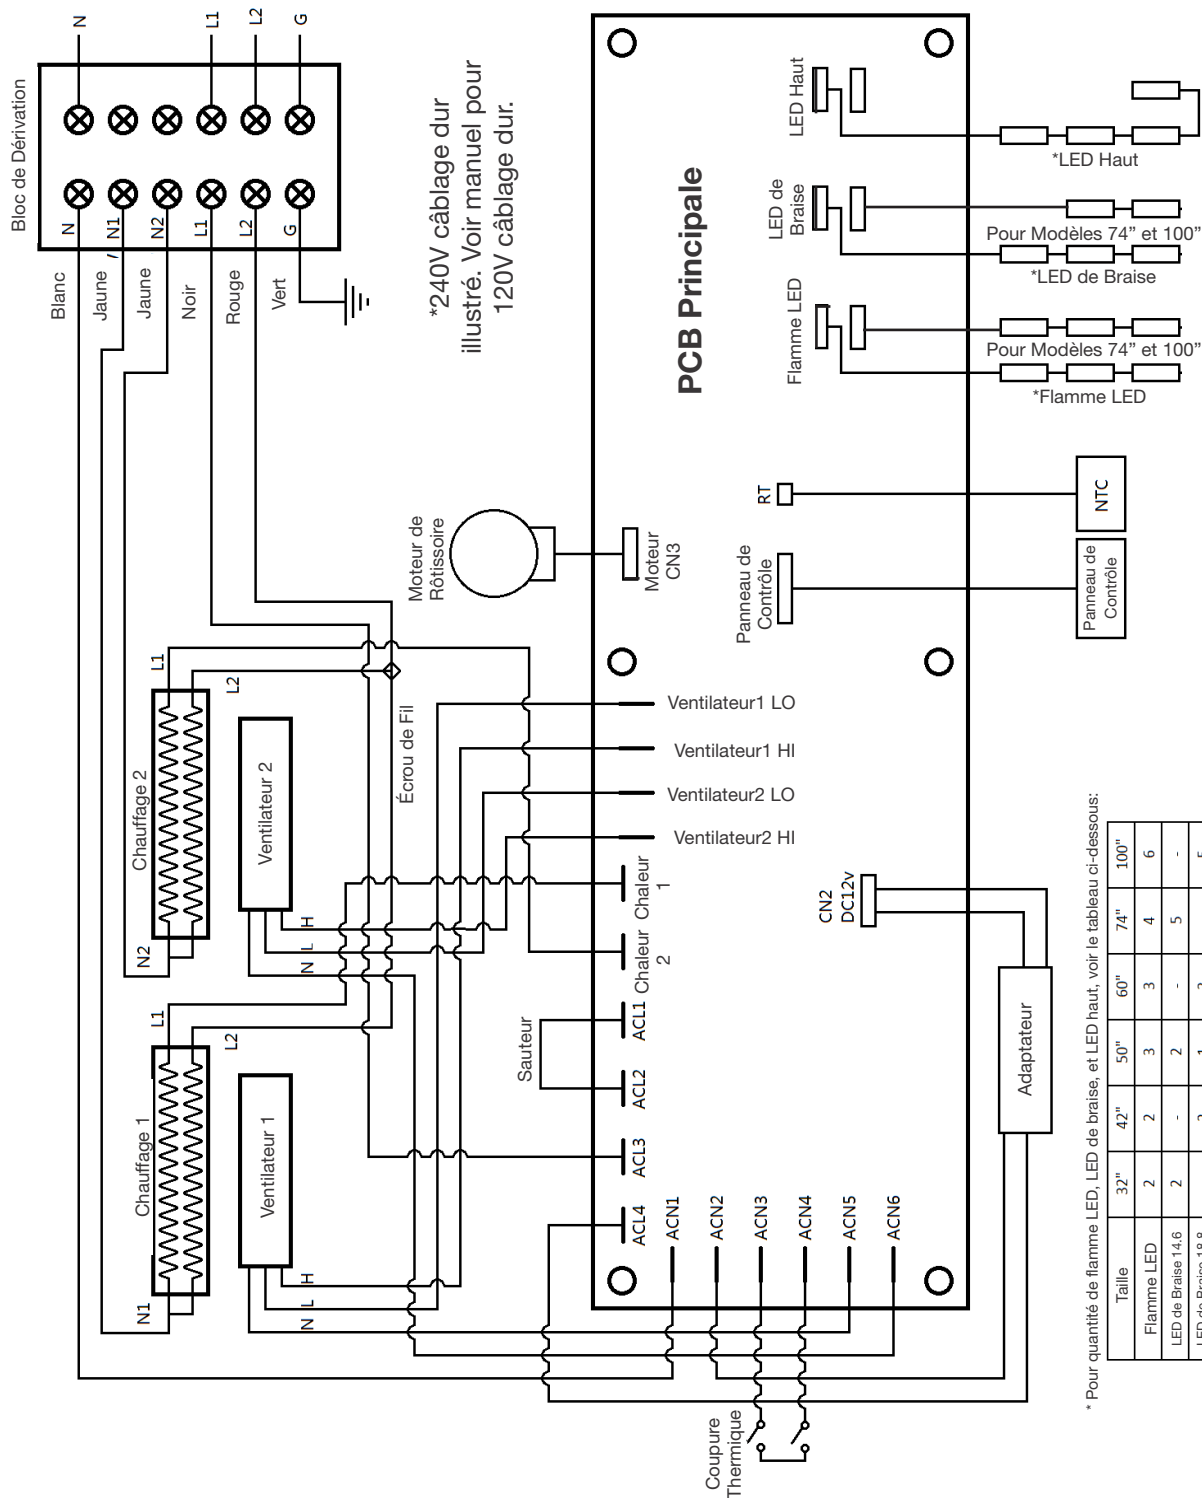 Bloc de Dérivation
N
L1
L2
G
N
N1
N2
L1
L2
G
Blanc
Jaune
Jaune
Noir
Rouge
Vert
*240V câblage dur
illustré. Voir manuel pour
120V câblage dur.
Chauffage 2
N2
L1
L2
Ventilateur 2
N
L
H
Écrou de Fil
Chauffage 1
N1
L1
L2
Ventilateur 1
N
L
H
Moteur de
Rôtissoire
Moteur
CN3
PCB Principale
LED Haut
LED de
Braise
Flamme LED
RT
Panneau de
Contrôle
Ventilateur1 LO
Ventilateur1 HI
Ventilateur2 LO
Ventilateur2 HI
Chaleur
1
Chaleur
2
Sauteur
ACL1
ACL2
ACL3
ACL4
ACN1
ACN2
ACN3
ACN4
ACN5
ACN6
CN2
DC12v
Coupure
Thermique
Adaptateur
*LED Haut
Pour Modèles 74” et 100”
*LED de Braise
Pour Modèles 74” et 100”
*Flamme LED
NTC
Panneau de
Contrôle
* Pour quantité de flamme LED, LED de braise, et LED haut, voir le tableau ci-dessous:
Taille 32" 42" 50" 60" 74" 100"
Flamme LED 2 2 3 3 4 6
LED de Braise 14.6 2 - 2 - 5 -